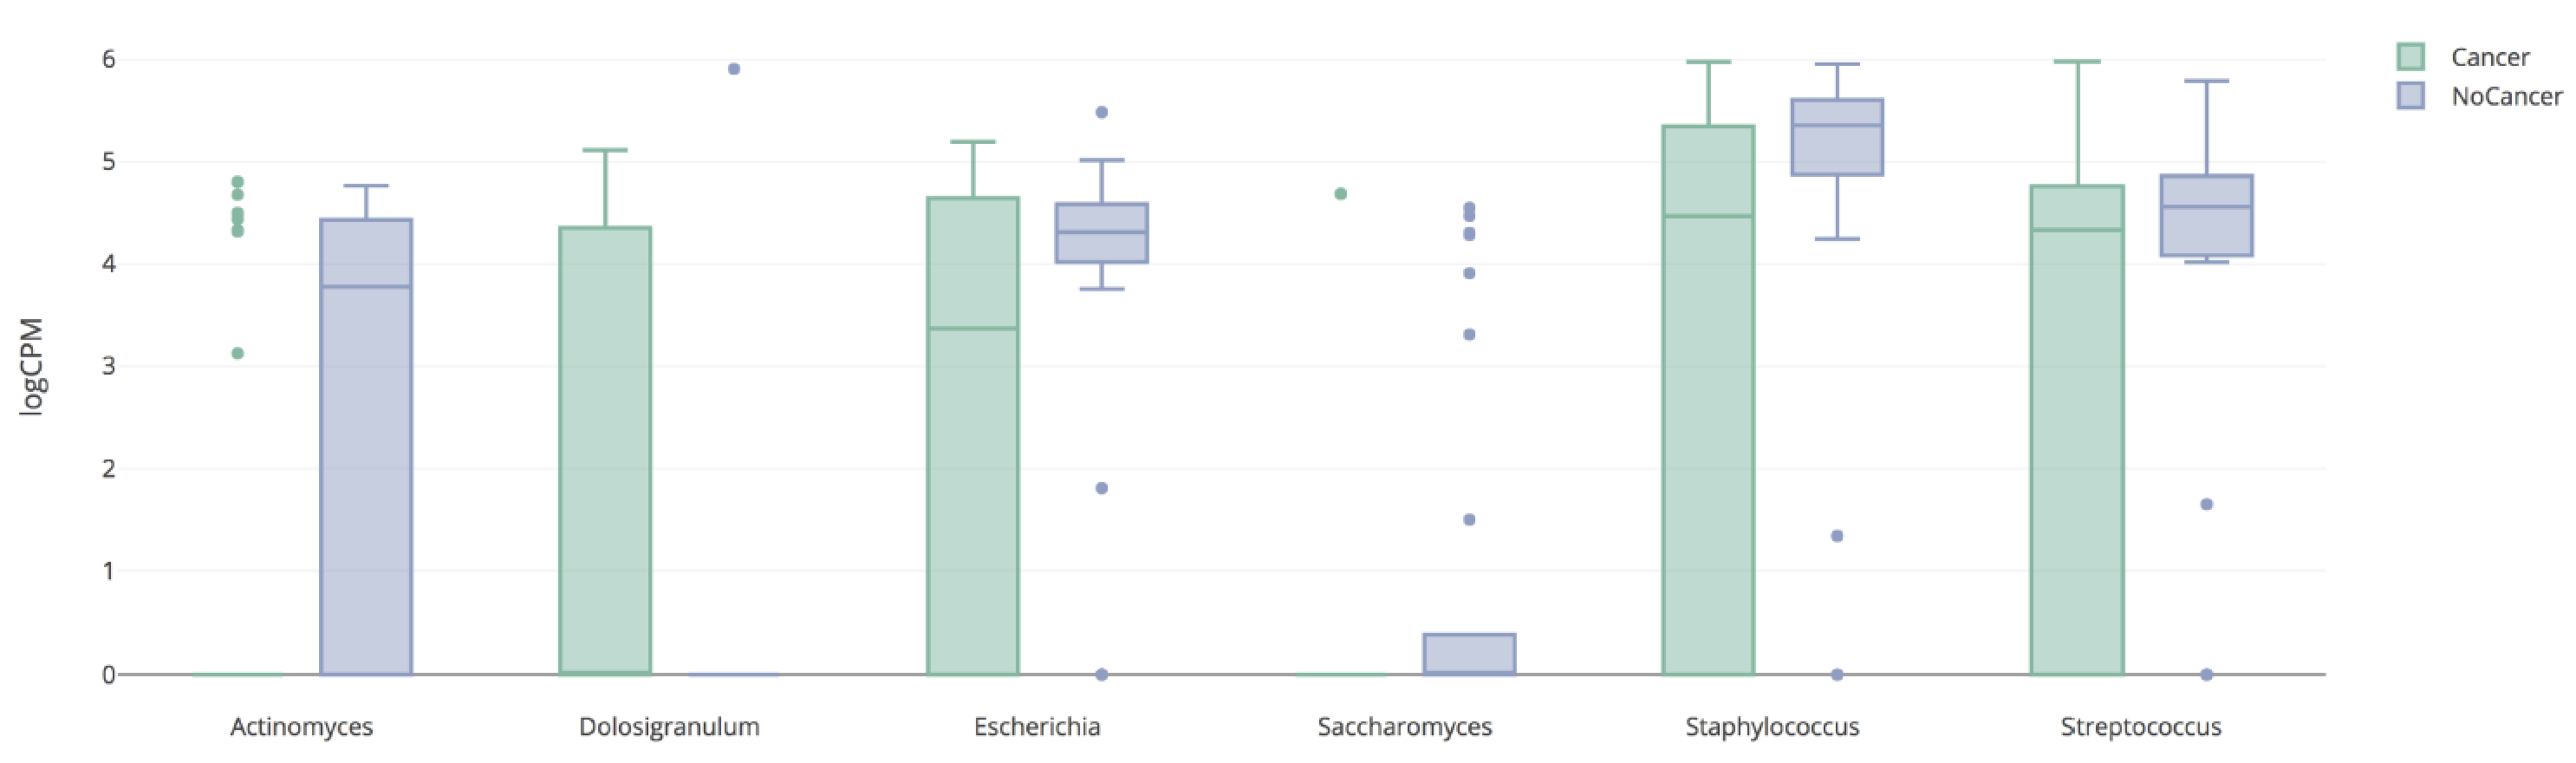 logCPM
6
5
4
3
2
1
0
Actinomyces
Dolosigranulum
Escherichia
Saccharomyces
Staphylococcus
Streptococcus
Cancer
NoCancer